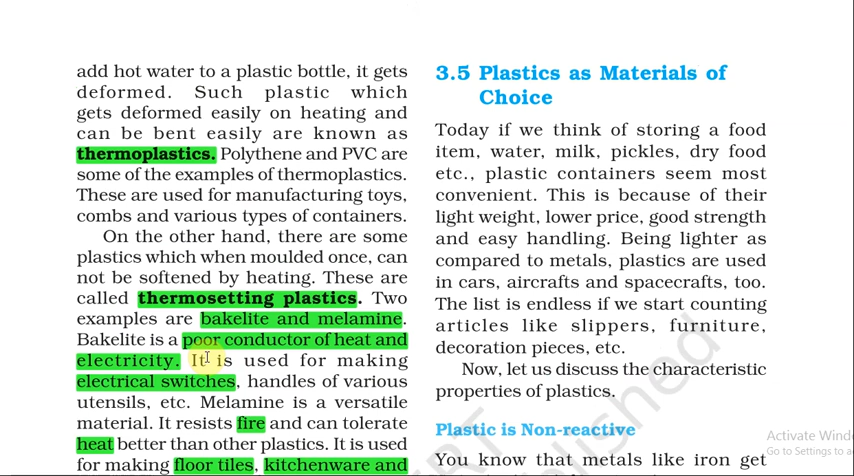 add hot water to a plastic bottle, it gets
deformed. Such plastic which
gets deformed easily on heating and
can be bent easily are known as
thermoplastics. Polythene and PVC are
some of the examples of thermoplastics.
These are used for manufacturing toys,
combs and various types of containers.
On the other hand, there are some
plastics which when moulded once, can
not be softened by heating. These are
called thermosetting plastics. Two
examples are bakelite and melamine.
Bakelite is a poor conductor of heat and
electricity. It is used for making
electrical switches, handles of various
utensils, etc. Melamine is a versatile
material. It resists fire and can tolerate
heat better than other plastics. It is used
for making floor tiles, kitchenware and
3.5 Plastics as Materials of
Choice
Today if we think of storing a food
item, water, milk, pickles, dry food
etc., plastic containers seem most
convenient. This is because of their
light weight, lower price, good strength
and easy handling. Being lighter as
compared to metals, plastics are used
in cars, aircrafts and spacecrafts, too.
The list is endless if we start counting
articles like slippers, furniture,
decoration pieces, etc.
Now, let us discuss the characteristic
properties of plastics.
Plastic is Non-reactive
You know that metals like iron get
Activate Wind
Go to Settings to a